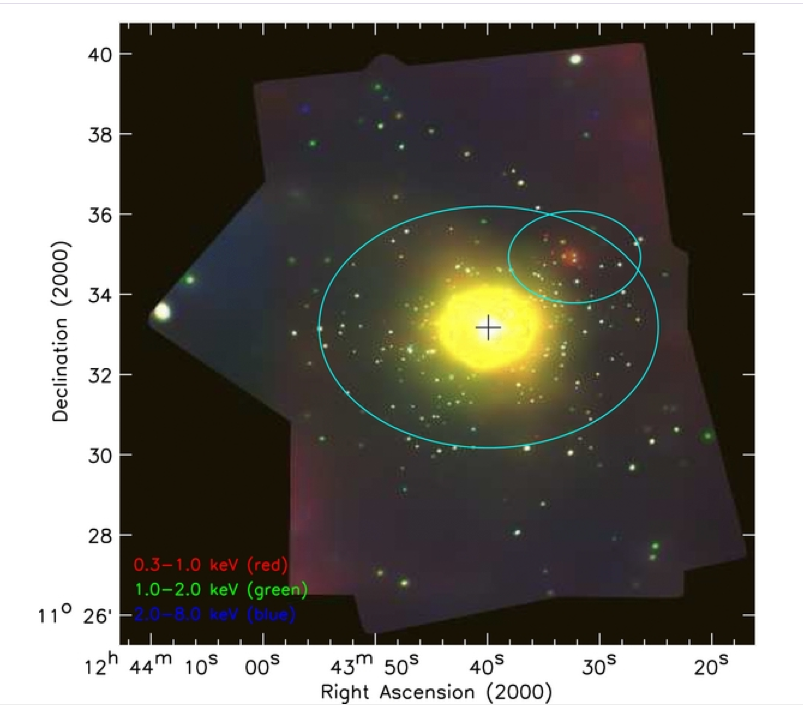 40
38
36
34
32
30
28
11° 26'
Declination (2000)
0.3−1.0 keV (red)
1.0−2.0 keV (green)
2.0−8.0 keV (blue)
12ʰ 44ᵐ 10ˢ 00ˢ 43ᵐ 50ˢ 40ˢ 30ˢ 20ˢ
Right Ascension (2000)